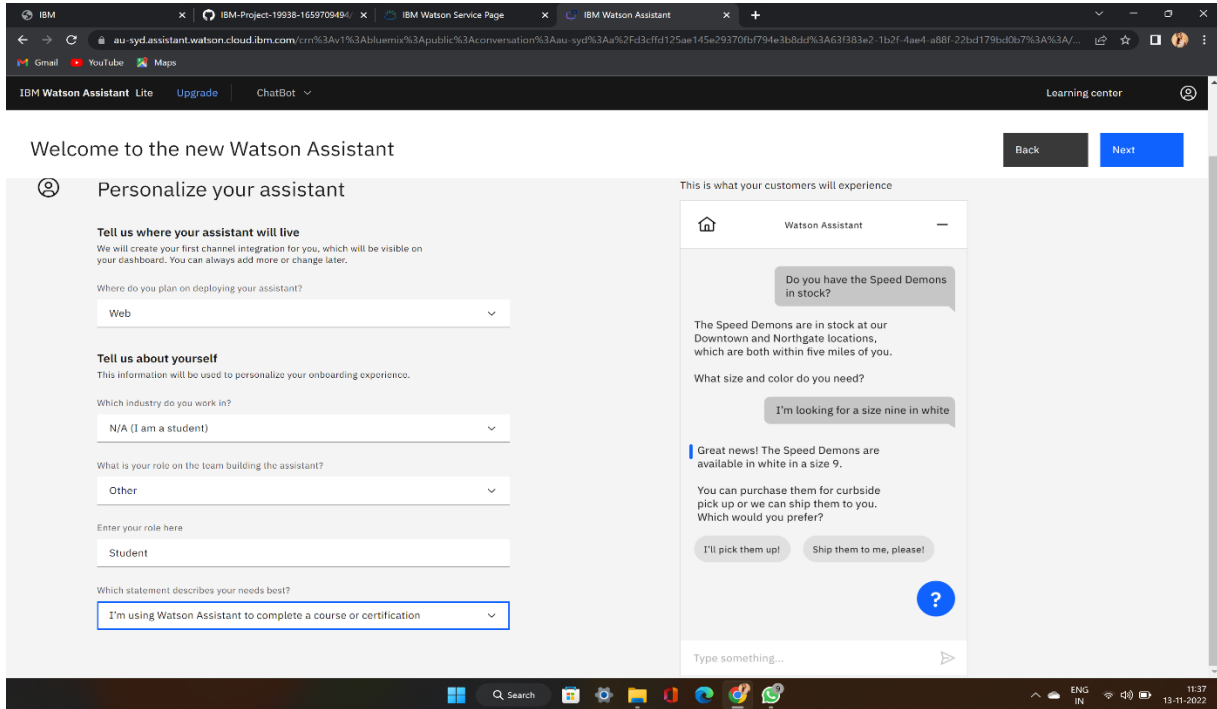 IBM
IBM-Project-19938-1659709494/
IBM Watson Service Page
IBM Watson Assistant
au-syd.assistant.watson.cloud.ibm.com/crn%3Av1%3Abluemix%3Apublic%3Aconversation%3Aau-syd%3Aa%2Fd3cffd125ae145e29370fbf794e3b8dd%3A63f383e2-1b2f-4ae4-a88f-22bd179bd0b7%3A%3A/...
Gmail YouTube Maps
IBM Watson Assistant Lite Upgrade ChatBot Learning center
Welcome to the new Watson Assistant
Back Next
Personalize your assistant
Tell us where your assistant will live
We will create your first channel integration for you, which will be visible on
your dashboard. You can always add more or change later.
Where do you plan on deploying your assistant?
Web
Tell us about yourself
This information will be used to personalize your onboarding experience.
Which industry do you work in?
N/A (I am a student)
What is your role on the team building the assistant?
Other
Enter your role here
Student
Which statement describes your needs best?
I'm using Watson Assistant to complete a course or certification
This is what your customers will experience
Watson Assistant
Do you have the Speed Demons
in stock?
The Speed Demons are in stock at our
Downtown and Northgate locations,
which are both within five miles of you.
What size and color do you need?
I'm looking for a size nine in white
Great news! The Speed Demons are
available in white in a size 9.
You can purchase them for curbside
pick up or we can ship them to you.
Which would you prefer?
I'll pick them up! Ship them to me, please!
?
Type something...
Search
9
ENG
IN
11:37
13-11-2022